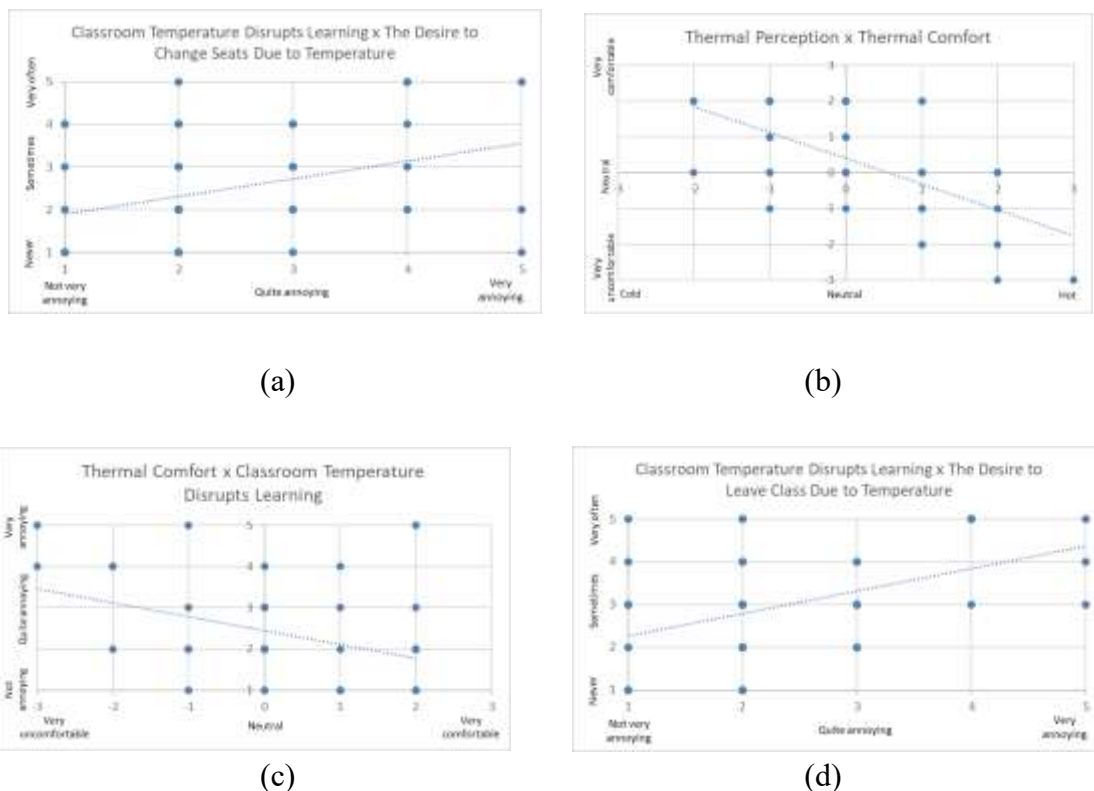 Classroom Temperature Disrupts Learning x The Desire to
Change Seats Due to Temperature
Very often
Sometimes
Never
5
4
3
2
1
1 2 3 4 5
Not very
annoying
Quite annoying
Very
annoying
(a)
Thermal Perception x Thermal Comfort
Very
comfortable
Neutral
Very
uncomfortable
3
2
1
0
-1
-2
-3
-3 -2 -1 0 1 2 3
Cold
Neutral
Hot
(b)
Thermal Comfort x Classroom Temperature
Disrupts Learning
Very
annoying
Quite annoying
Not
annoying
5
4
3
2
1
-3 -2 -1 0 1 2 3
Very
uncomfortable
Neutral
Very
comfortable
(c)
Classroom Temperature Disrupts Learning x The Desire to
Leave Class Due to Temperature
Very often
Sometimes
Never
5
4
3
2
1
1 2 3 4 5
Not very
annoying
Quite annoying
Very
annoying
(d)